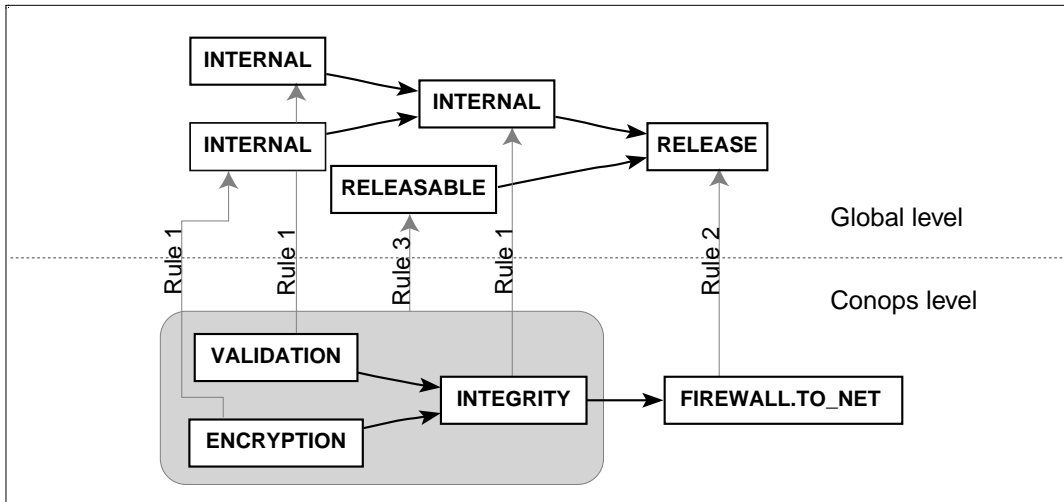 INTERNAL
INTERNAL
INTERNAL
RELEASE
RELEASABLE
Global level
Rule 1
Rule 1
Rule 3
Rule 1
Rule 2
Conops level
VALIDATION
INTEGRITY
FIREWALL.TO_NET
ENCRYPTION